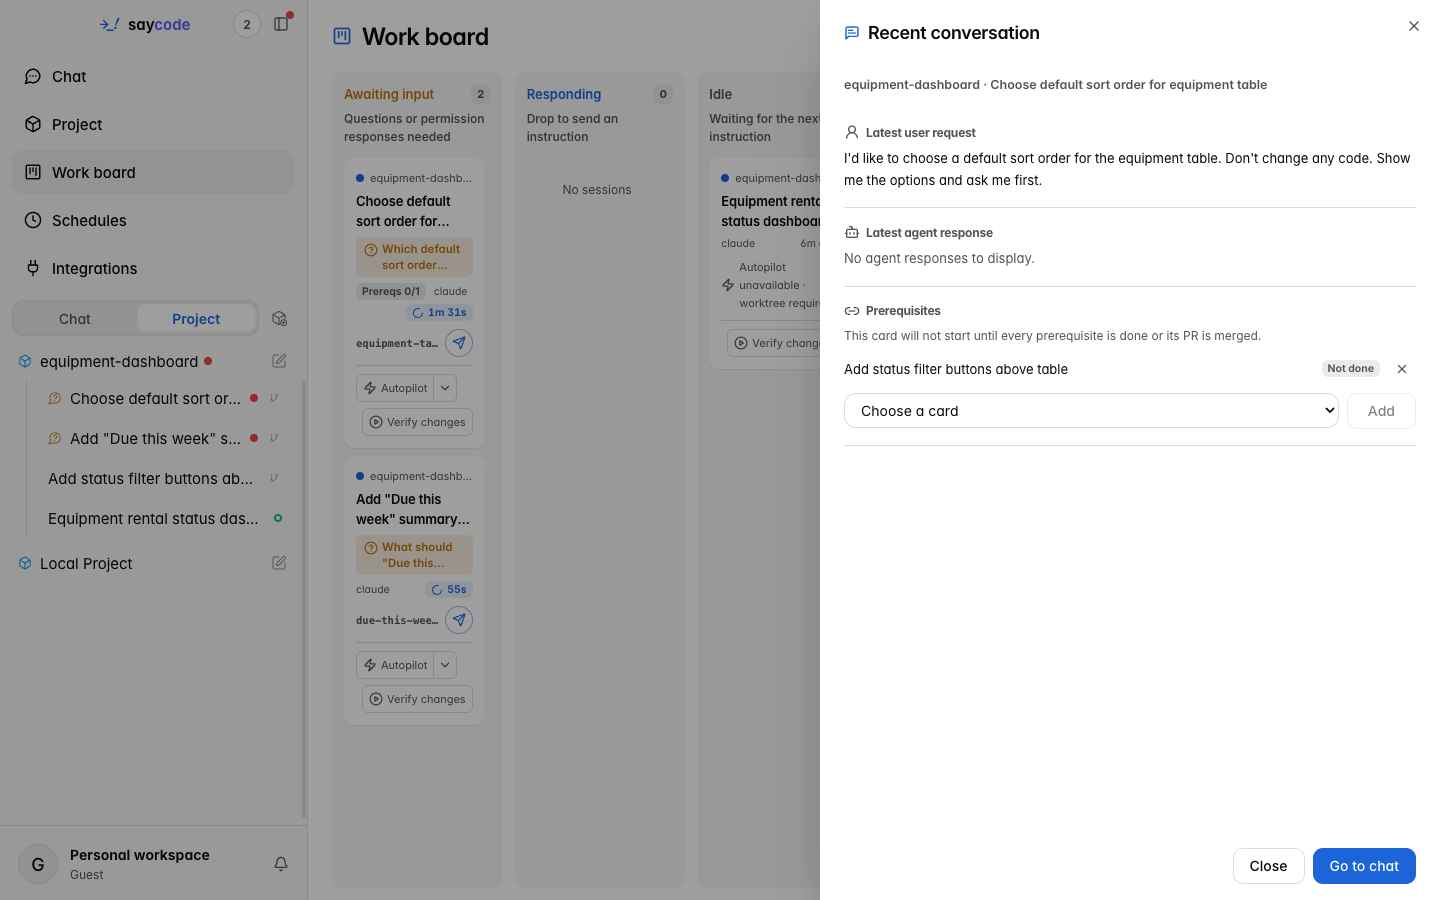 saycode
2
Chat
Project
Work board
Schedules
Integrations
Chat
Project
equipment-dashboard
Choose default sort or...
Add "Due this week" s...
Add status filter buttons ab...
Equipment rental status das...
Local Project
G
Personal workspace
Guest
Work board
Awaiting input
2
Questions or permission
responses needed
equipment-dashb...
Choose default
sort order for...
Which default
sort order...
Prereqs 0/1
claude
1m 31s
equipment-ta...
Autopilot
Verify changes
equipment-dashb...
Add "Due this
week" summary...
What should
"Due this...
claude
55s
due-this-wee...
Autopilot
Verify changes
Responding
0
Drop to send an
instruction
No sessions
Idle
Waiting for the next
instruction
equipment-dash
Equipment renta
status dashboar
claude
6m
Autopilot
unavailable ·
worktree requir
Verify chang
Recent conversation
equipment-dashboard · Choose default sort order for equipment table
Latest user request
I'd like to choose a default sort order for the equipment table. Don't change any code. Show
me the options and ask me first.
Latest agent response
No agent responses to display.
Prerequisites
This card will not start until every prerequisite is done or its PR is merged.
Add status filter buttons above table
Not done
Choose a card
Add
Close
Go to chat